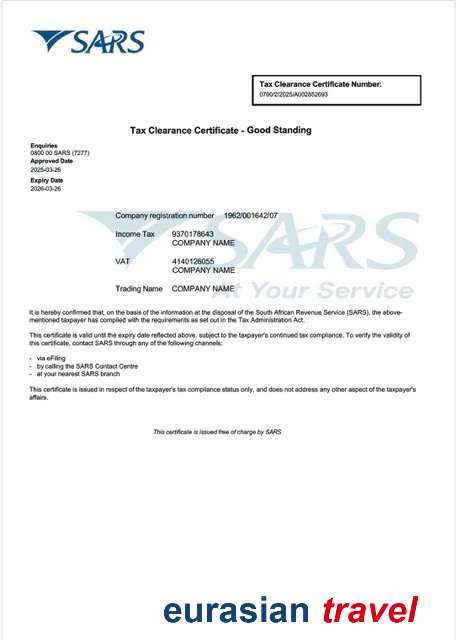 SARS
Tax Clearance Certificate Number:
0700/2/2025/A002852693
Tax Clearance Certificate - Good Standing
Enquiries
0800 00 SARS (7277)
Approved Date
2025-03-26
Expiry Date
2026-03-26
Company registration number 1962/001642/07
Income Tax 9370178643
COMPANY NAME
VAT 4140126055
COMPANY NAME
Trading Name COMPANY NAME
SARS
At Your Service
It is hereby confirmed that, on the basis of the information at the disposal of the South African Revenue Service (SARS), the above-
mentioned taxpayer has complied with the requirements as set out in the Tax Administration Act.
This certificate is valid until the expiry date reflected above, subject to the taxpayer's continued tax compliance. To verify the validity of
this certificate, contact SARS through any of the following channels:
- via eFiling
- by calling the SARS Contact Centre
- at your nearest SARS branch
This certificate is issued in respect of the taxpayer's tax compliance status only, and does not address any other aspect of the taxpayer's
affairs.
This certificate is issued free of charge by SARS
eurasian travel